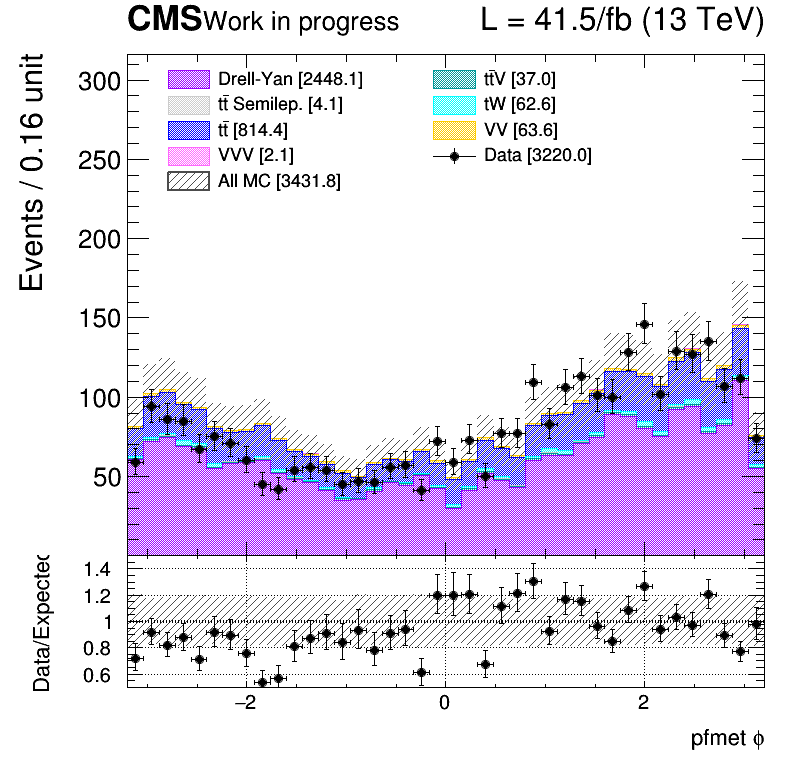 CMS Work in progress L = 41.5/fb (13 TeV)
Events / 0.16 unit
300
250
200
150
100
50
Drell-Yan [2448.1]
tt̄ Semilep. [4.1]
tt̄ [814.4]
VVV [2.1]
All MC [3431.8]
tt̄V [37.0]
tW [62.6]
VV [63.6]
Data [3220.0]
Data/Expected
1.4
1.2
1
0.8
0.6
−2 0 2
pfmet ϕ